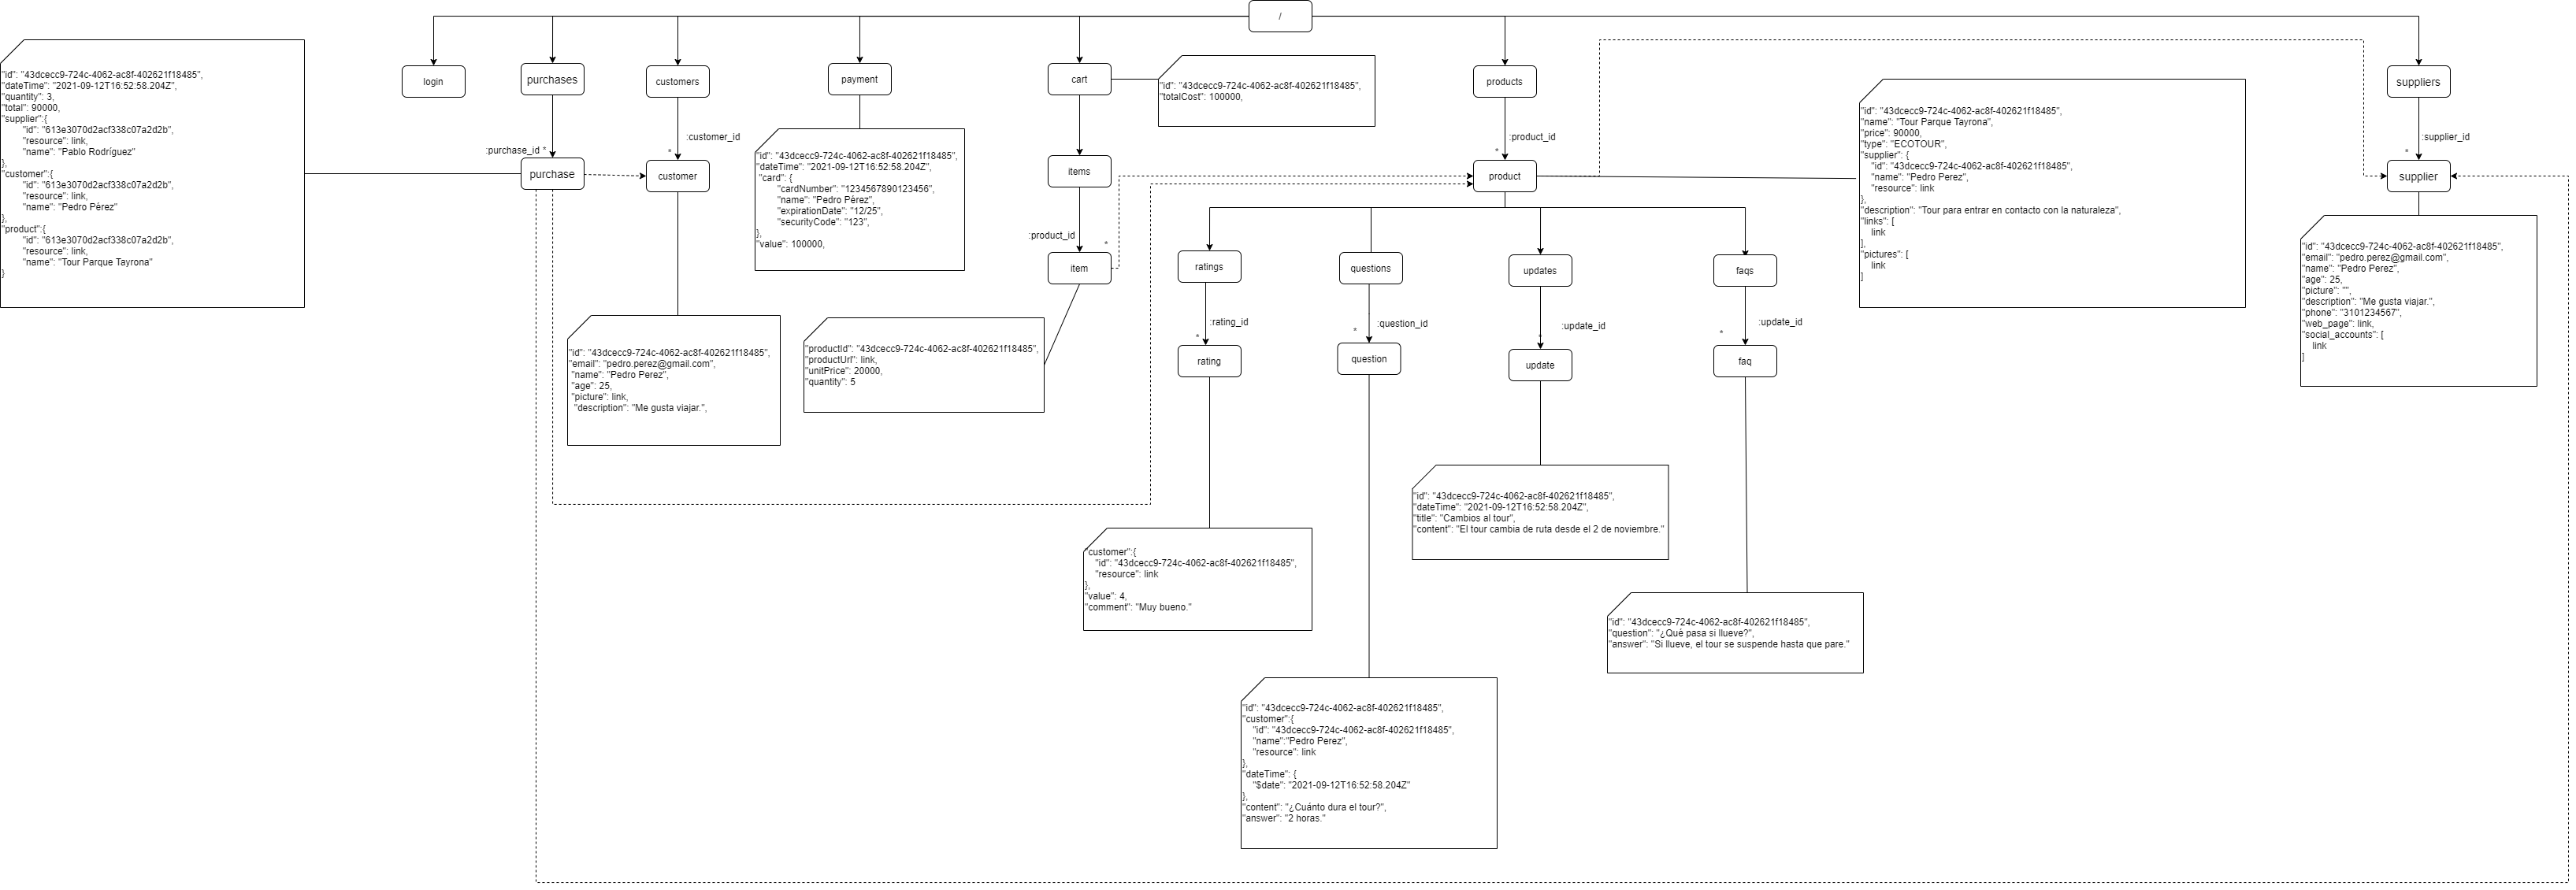 /
login
purchases
customers
payment
cart
products
suppliers
:purchase_id *
:customer_id
*
:product_id
*
:supplier_id
*
purchase
customer
items
product
supplier
:product_id
*
item
ratings
questions
updates
faqs
:rating_id
*
:question_id
*
:update_id
*
:update_id
*
rating
question
update
faq
"id": "43dcecc9-724c-4062-ac8f-402621f18485",
"dateTime": "2021-09-12T16:52:58.204Z",
"quantity": 3,
"total": 90000,
"supplier":{
"id": "613e3070d2acf338c07a2d2b",
"resource": link,
"name": "Pablo Rodríguez"
},
"customer":{
"id": "613e3070d2acf338c07a2d2b",
"resource": link,
"name": "Pedro Pérez"
},
"product":{
"id": "613e3070d2acf338c07a2d2b",
"resource": link,
"name": "Tour Parque Tayrona"
}
"id": "43dcecc9-724c-4062-ac8f-402621f18485",
"email": "pedro.perez@gmail.com",
"name": "Pedro Perez",
"age": 25,
"picture": link,
"description": "Me gusta viajar.",
"id": "43dcecc9-724c-4062-ac8f-402621f18485",
"dateTime": "2021-09-12T16:52:58.204Z",
"card": {
"cardNumber": "1234567890123456",
"name": "Pedro Pérez",
"expirationDate": "12/25",
"securityCode": "123",
},
"value": 100000,
"id": "43dcecc9-724c-4062-ac8f-402621f18485",
"totalCost": 100000,
"productId": "43dcecc9-724c-4062-ac8f-402621f18485",
"productUrl": link,
"unitPrice": 20000,
"quantity": 5
"id": "43dcecc9-724c-4062-ac8f-402621f18485",
"name": "Tour Parque Tayrona",
"price": 90000,
"type": "ECOTOUR",
"supplier": {
"id": "43dcecc9-724c-4062-ac8f-402621f18485",
"name": "Pedro Perez",
"resource": link
},
"description": "Tour para entrar en contacto con la naturaleza",
"links": [
link
],
"pictures": [
link
]
"id": "43dcecc9-724c-4062-ac8f-402621f18485",
"email": "pedro.perez@gmail.com",
"name": "Pedro Perez",
"age": 25,
"picture": "",
"description": "Me gusta viajar.",
"phone": "3101234567",
"web_page": link,
"social_accounts": [
link
]
"customer":{
"id": "43dcecc9-724c-4062-ac8f-402621f18485",
"resource": link
},
"value": 4,
"comment": "Muy bueno."
"id": "43dcecc9-724c-4062-ac8f-402621f18485",
"customer":{
"id": "43dcecc9-724c-4062-ac8f-402621f18485",
"name":"Pedro Perez",
"resource": link
},
"dateTime": {
"$date": "2021-09-12T16:52:58.204Z"
},
"content": "¿Cuánto dura el tour?",
"answer": "2 horas."
"id": "43dcecc9-724c-4062-ac8f-402621f18485",
"dateTime": "2021-09-12T16:52:58.204Z",
"title": "Cambios al tour",
"content": "El tour cambia de ruta desde el 2 de noviembre."
"id": "43dcecc9-724c-4062-ac8f-402621f18485",
"question": "¿Qué pasa si llueve?",
"answer": "Si llueve, el tour se suspende hasta que pare."